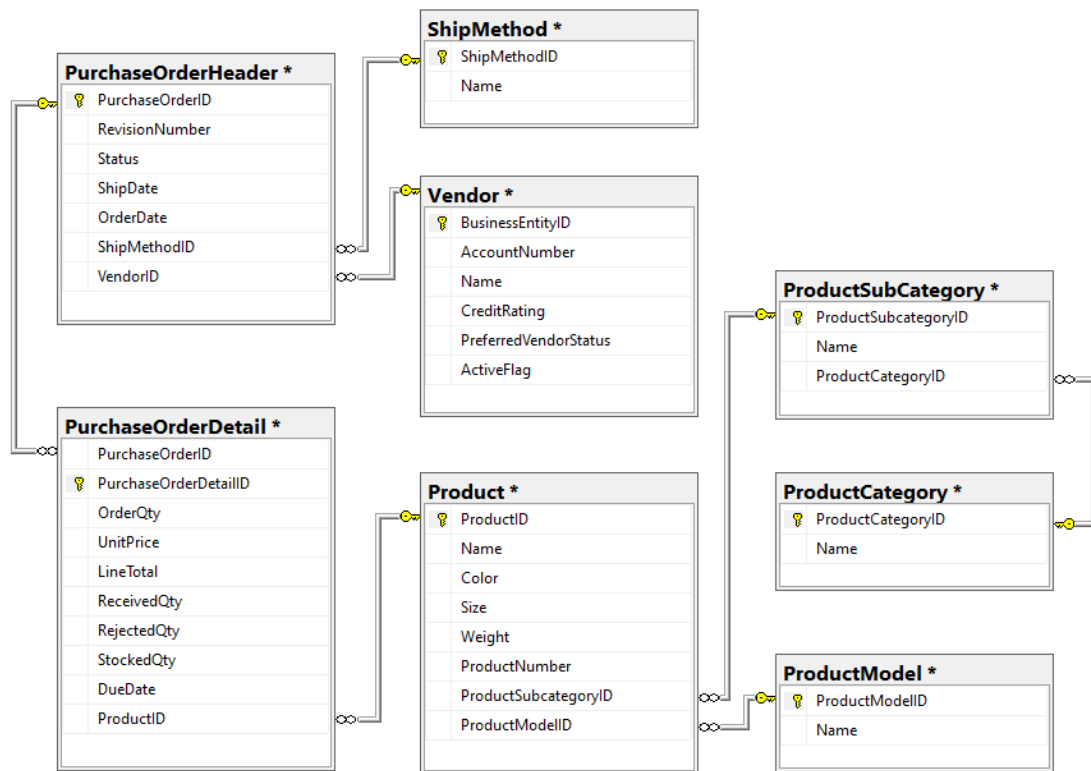 ShipMethod *
ShipMethodID
Name
PurchaseOrderHeader *
PurchaseOrderID
RevisionNumber
Status
ShipDate
OrderDate
ShipMethodID
VendorID
Vendor *
BusinessEntityID
AccountNumber
Name
CreditRating
PreferredVendorStatus
ActiveFlag
ProductSubCategory *
ProductSubcategoryID
Name
ProductCategoryID
PurchaseOrderDetail *
PurchaseOrderID
PurchaseOrderDetailID
OrderQty
UnitPrice
LineTotal
ReceivedQty
RejectedQty
StockedQty
DueDate
ProductID
Product *
ProductID
Name
Color
Size
Weight
ProductNumber
ProductSubcategoryID
ProductModelID
ProductCategory *
ProductCategoryID
Name
ProductModel *
ProductModelID
Name